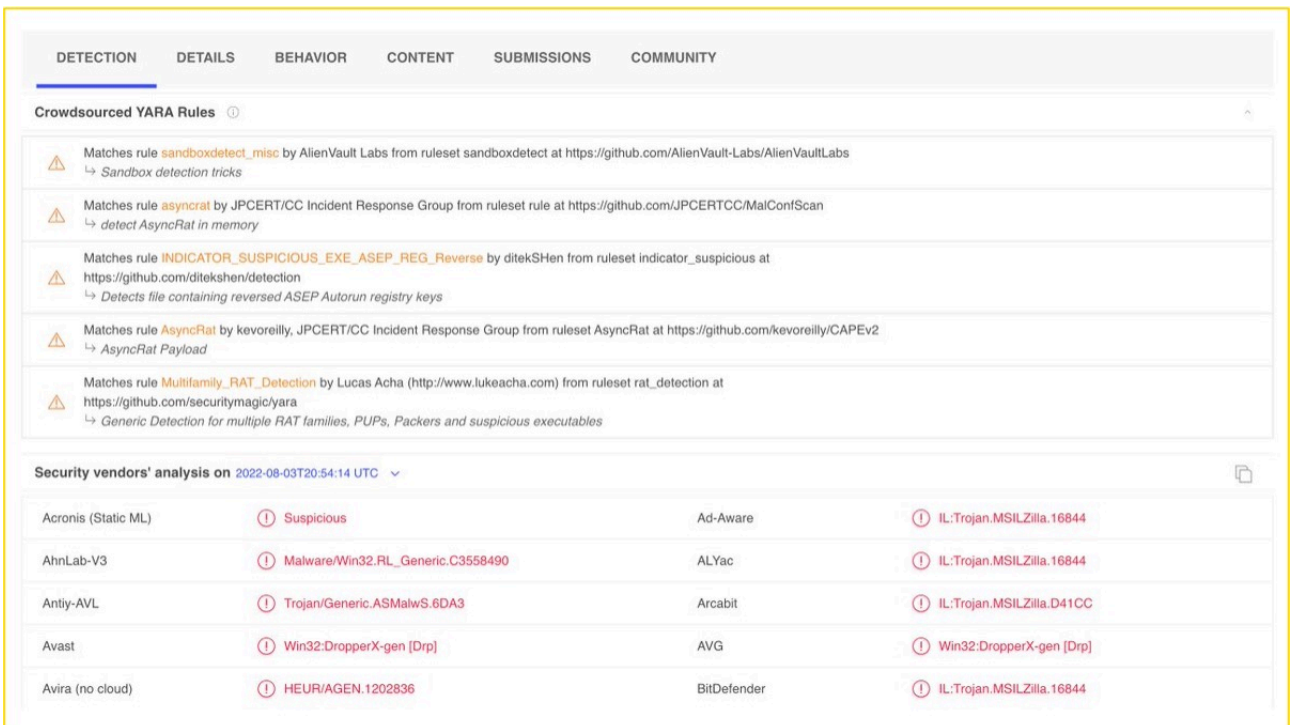 DETECTION DETAILS BEHAVIOR CONTENT SUBMISSIONS COMMUNITY
Crowdsourced YARA Rules
Matches rule sandboxdetect_misc by AlienVault Labs from ruleset sandboxdetect at https://github.com/AlienVault-Labs/AlienVaultLabs
↳ Sandbox detection tricks
Matches rule asyncrat by JPCERT/CC Incident Response Group from ruleset rule at https://github.com/JPCERTCC/MalConfScan
↳ detect AsyncRat in memory
Matches rule INDICATOR_SUSPICIOUS_EXE_ASEP_REG_Reverse by ditekSHen from ruleset indicator_suspicious at
https://github.com/ditekshen/detection
↳ Detects file containing reversed ASEP Autorun registry keys
Matches rule AsyncRat by kevoreilly, JPCERT/CC Incident Response Group from ruleset AsyncRat at https://github.com/kevoreilly/CAPEv2
↳ AsyncRat Payload
Matches rule Multifamily_RAT_Detection by Lucas Acha (http://www.lukeacha.com) from ruleset rat_detection at
https://github.com/securitymagic/yara
↳ Generic Detection for multiple RAT families, PUPs, Packers and suspicious executables
Security vendors' analysis on 2022-08-03T20:54:14 UTC
Acronis (Static ML) Suspicious Ad-Aware IL:Trojan.MSILZilla.16844
AhnLab-V3 Malware/Win32.RL_Generic.C3558490 ALYac IL:Trojan.MSILZilla.16844
Antiy-AVL Trojan/Generic.ASMalwS.6DA3 Arcabit IL:Trojan.MSILZilla.D41CC
Avast Win32:DropperX-gen [Drp] AVG Win32:DropperX-gen [Drp]
Avira (no cloud) HEUR/AGEN.1202836 BitDefender IL:Trojan.MSILZilla.16844